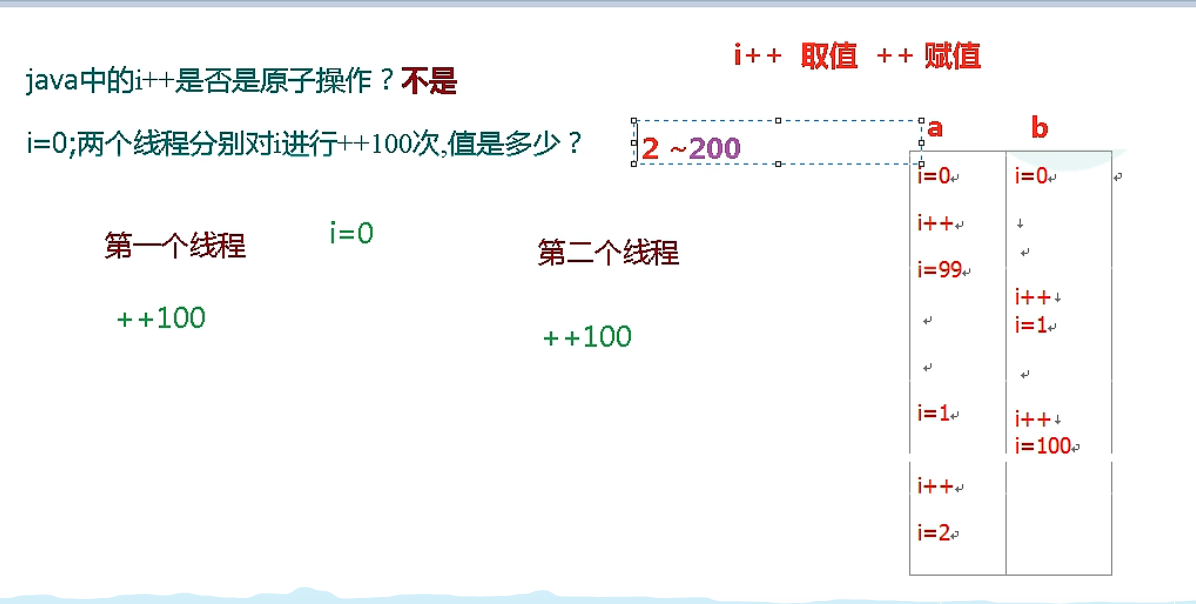 i++ 取值 ++ 赋值
java中的i++是否是原子操作？不是
i=0;两个线程分别对i进行++100次,值是多少？
2 ~200
第一个线程
i=0
第二个线程
++100
++100
a b
i=0 i=0
i++
i=99
i++
i=1
i=1
i++
i=100
i++
i=2